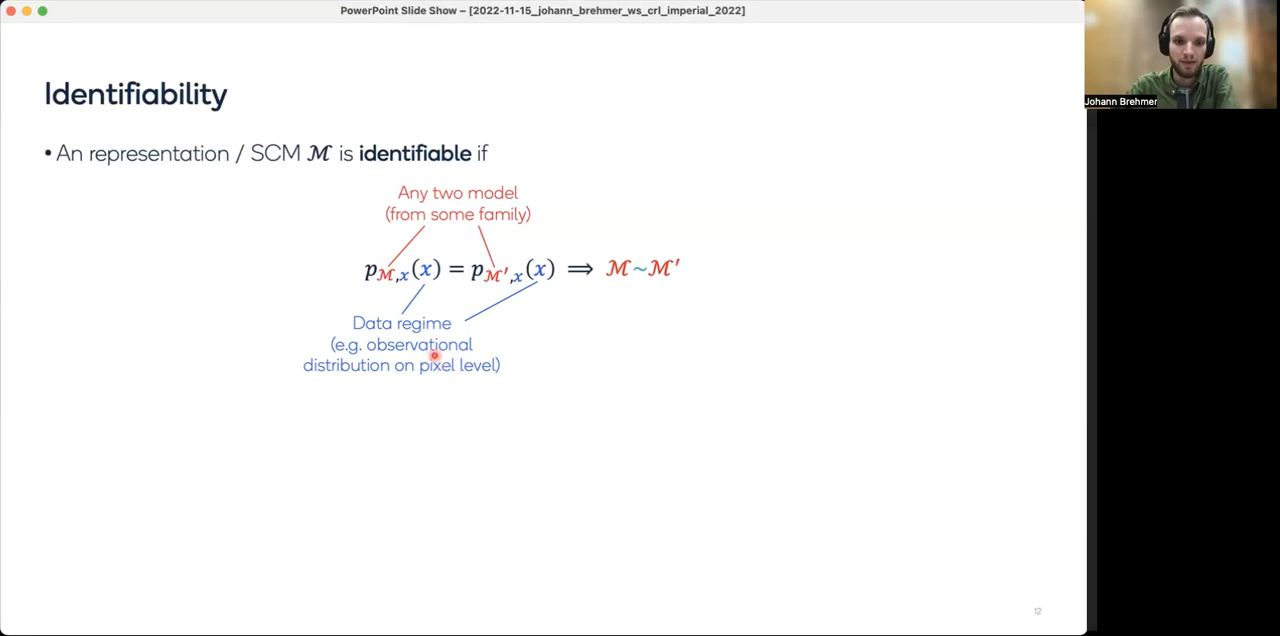 PowerPoint Slide Show – [2022-11-15_johann_brehmer_ws_crl_imperial_2022]
Johann Brehmer
Identifiability
• An representation / SCM ℳ is identifiable if
Any two model
(from some family)
pℳ,x(x) = pℳ′,x(x) ⟹ ℳ~ℳ′
Data regime
(e.g. observational
distribution on pixel level)
12